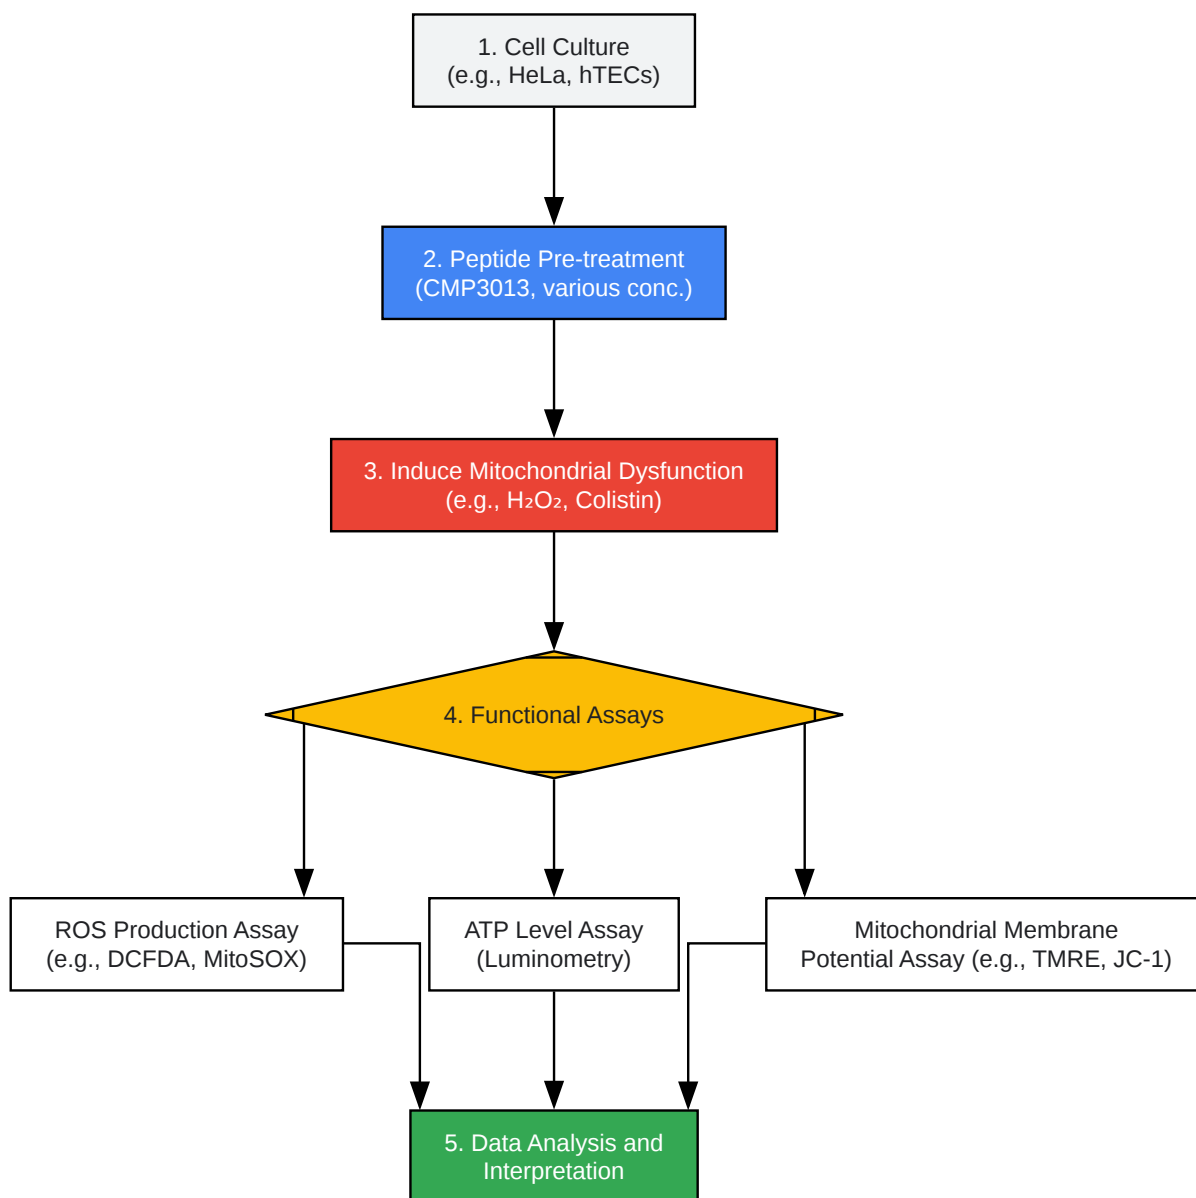 1. Cell Culture
(e.g., HeLa, hTECs)
2. Peptide Pre-treatment
(CMP3013, various conc.)
3. Induce Mitochondrial Dysfunction
(e.g., H₂O₂, Colistin)
4. Functional Assays
ROS Production Assay
(e.g., DCFDA, MitoSOX)
ATP Level Assay
(Luminometry)
Mitochondrial Membrane
Potential Assay (e.g., TMRE, JC-1)
5. Data Analysis and
Interpretation